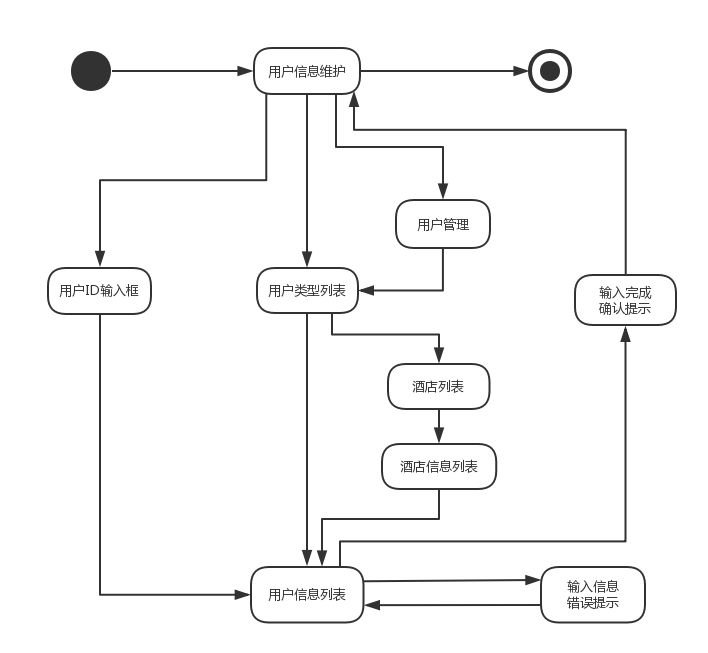 用户信息维护
用户管理
用户ID输入框
用户类型列表
输入完成
确认提示
酒店列表
酒店信息列表
用户信息列表
输入信息
错误提示